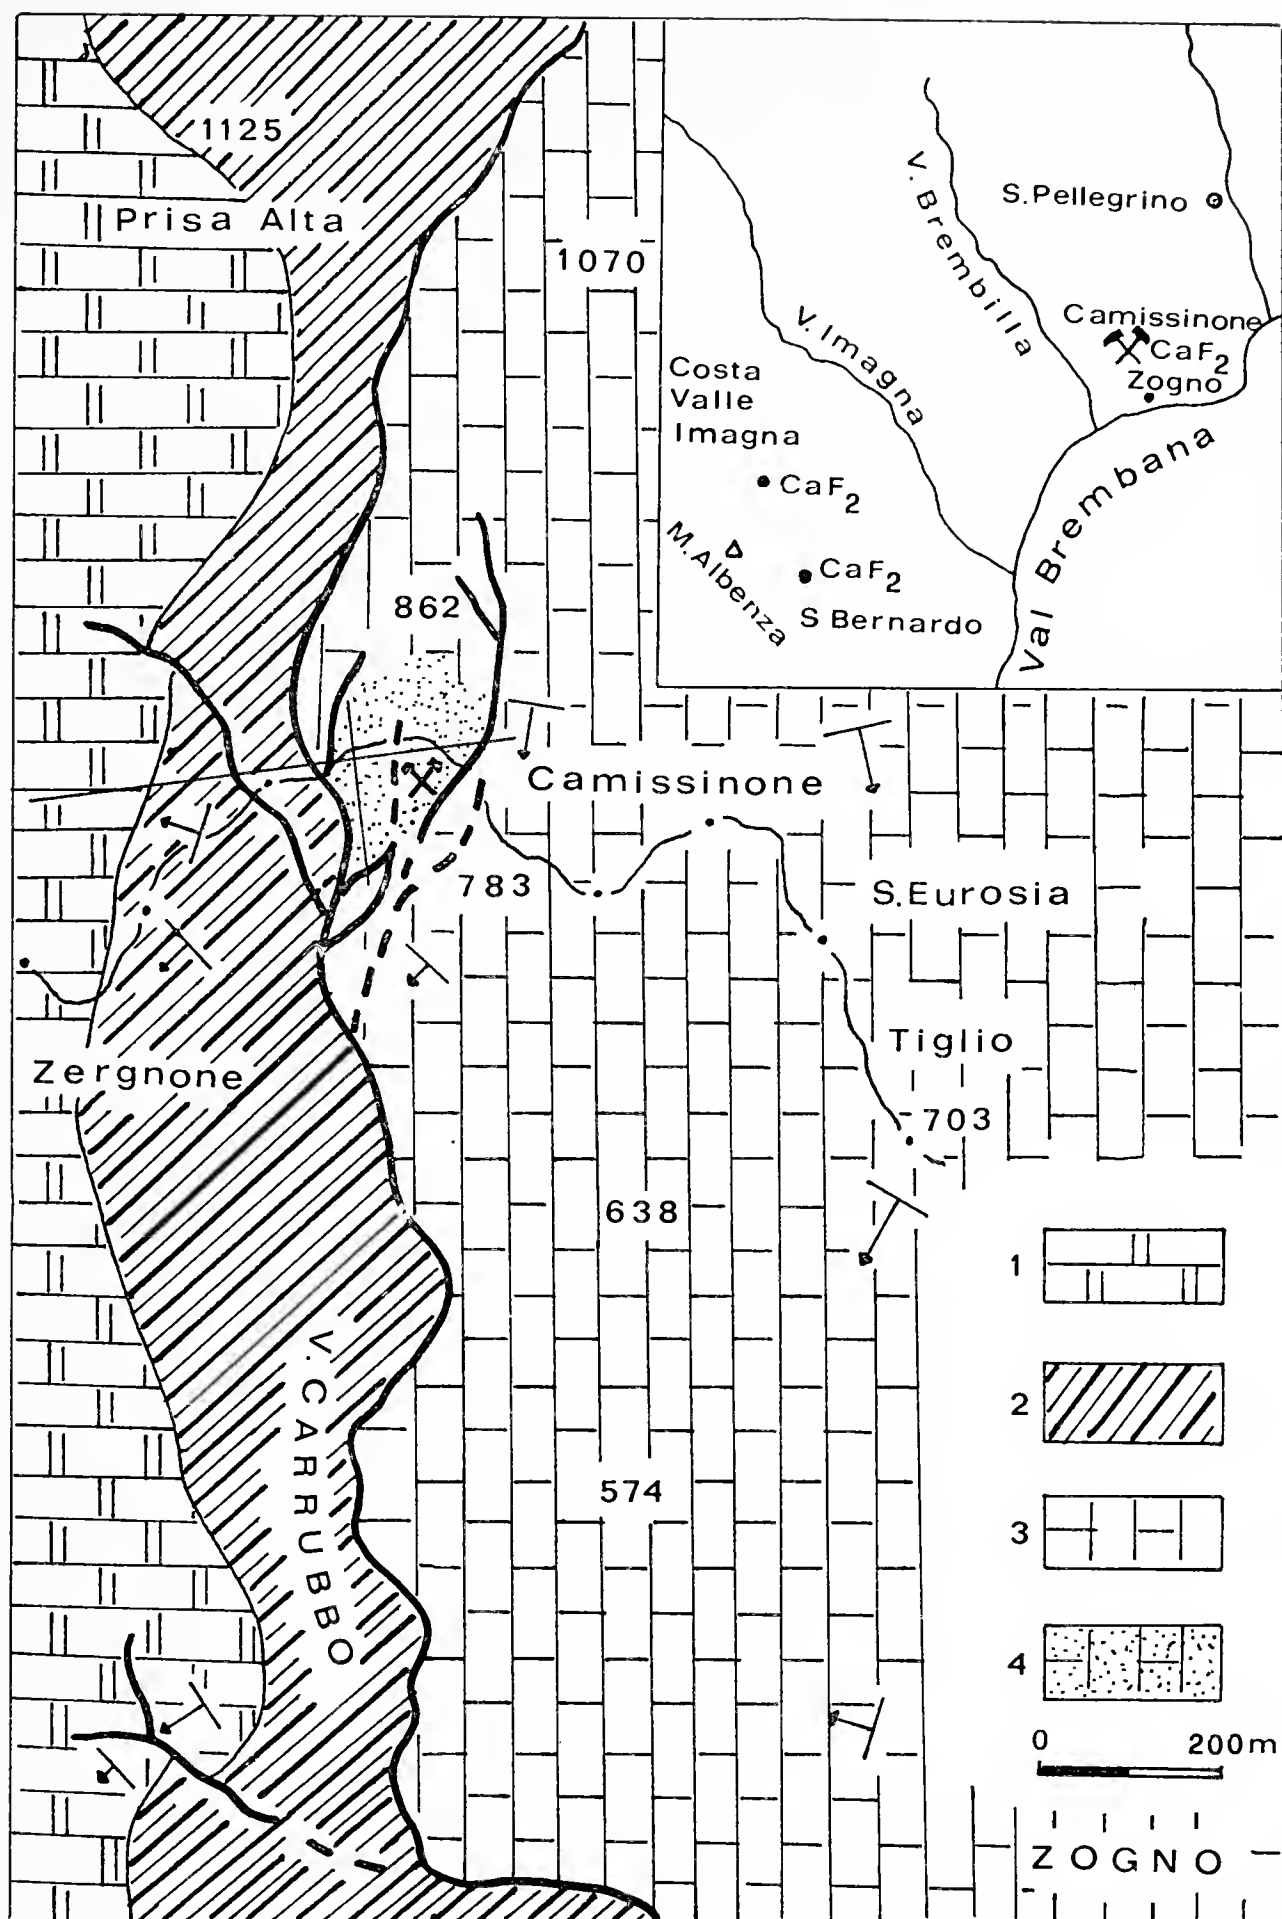 1125
Prisa Alta
1070
862
Camissinone
783
S.Eurosia
Tiglio
703
Zergnone
638
V. CARRUBBO
574
V. Brembilla
S.Pellegrino
Camissinone
CaF2
Zogno
V. Imagna
Costa
Valle
Imagna
CaF2
M.Albenza
CaF2
S Bernardo
Val Brembana
1
2
3
4
0 200m
ZOGNO